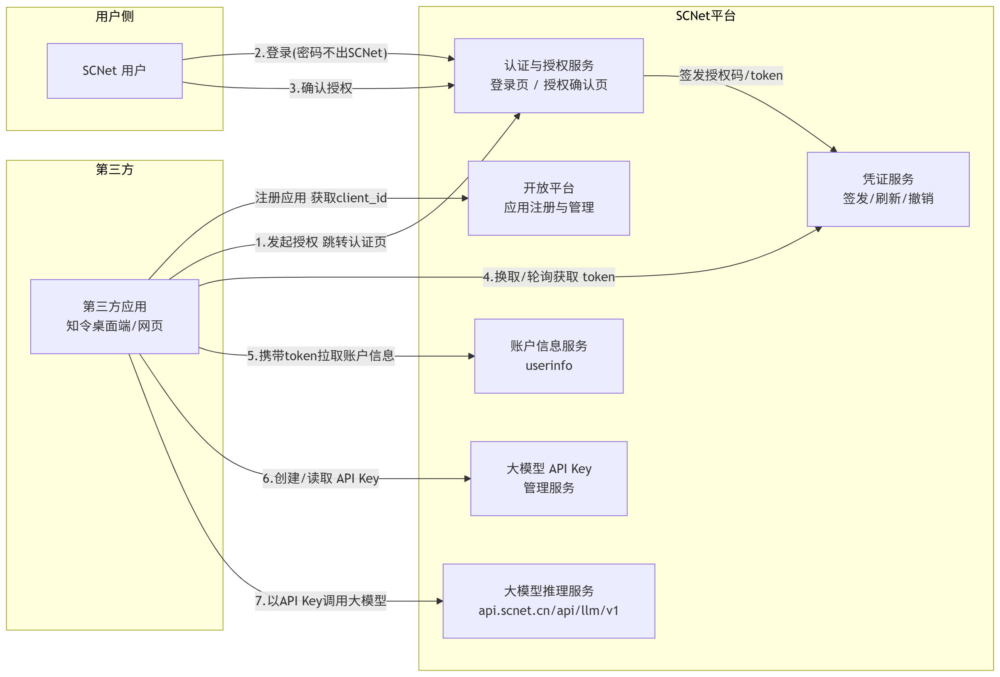 用户侧
SCNet平台
SCNet 用户
2.登录(密码不出SCNet)
3.确认授权
认证与授权服务
登录页 / 授权确认页
签发授权码/token
第三方
注册应用 获取client_id
开放平台
应用注册与管理
凭证服务
签发/刷新/撤销
1.发起授权 跳转认证页
4.换取/轮询获取 token
第三方应用
知令桌面端/网页
5.携带token拉取账户信息
账户信息服务
userinfo
6.创建/读取 API Key
大模型 API Key
管理服务
7.以API Key调用大模型
大模型推理服务
api.scnet.cn/api/llm/v1